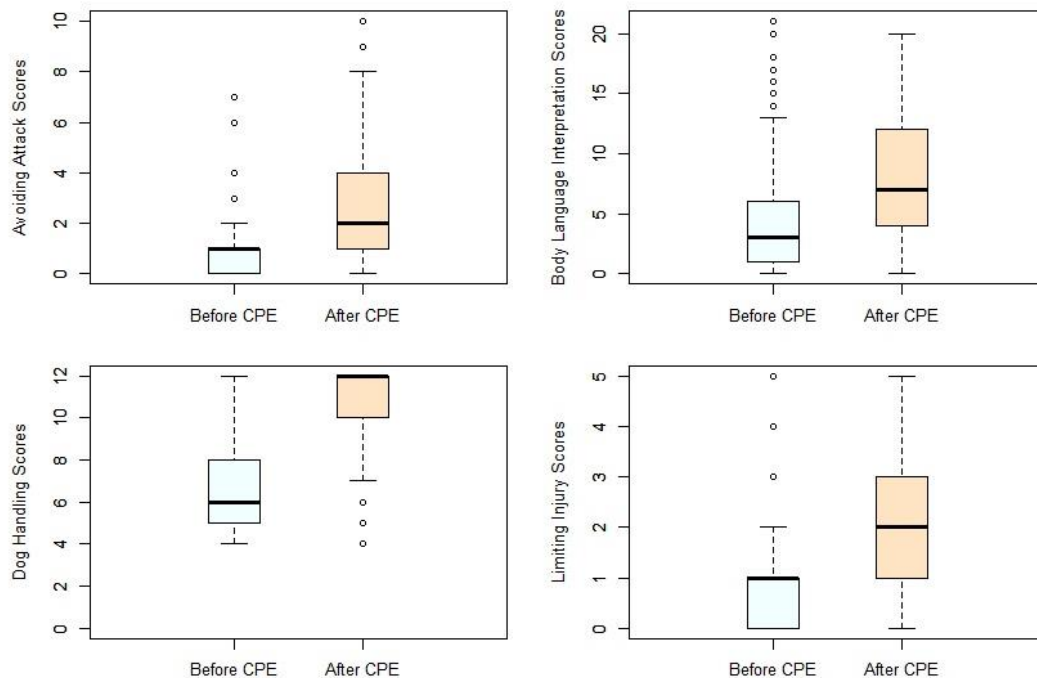 Avoiding Attack Scores
10
8
6
4
2
0
Before CPE
After CPE
Body Language Interpretation Scores
20
15
10
5
0
Before CPE
After CPE
Dog Handling Scores
12
10
8
6
4
2
0
Before CPE
After CPE
Limiting Injury Scores
5
4
3
2
1
0
Before CPE
After CPE